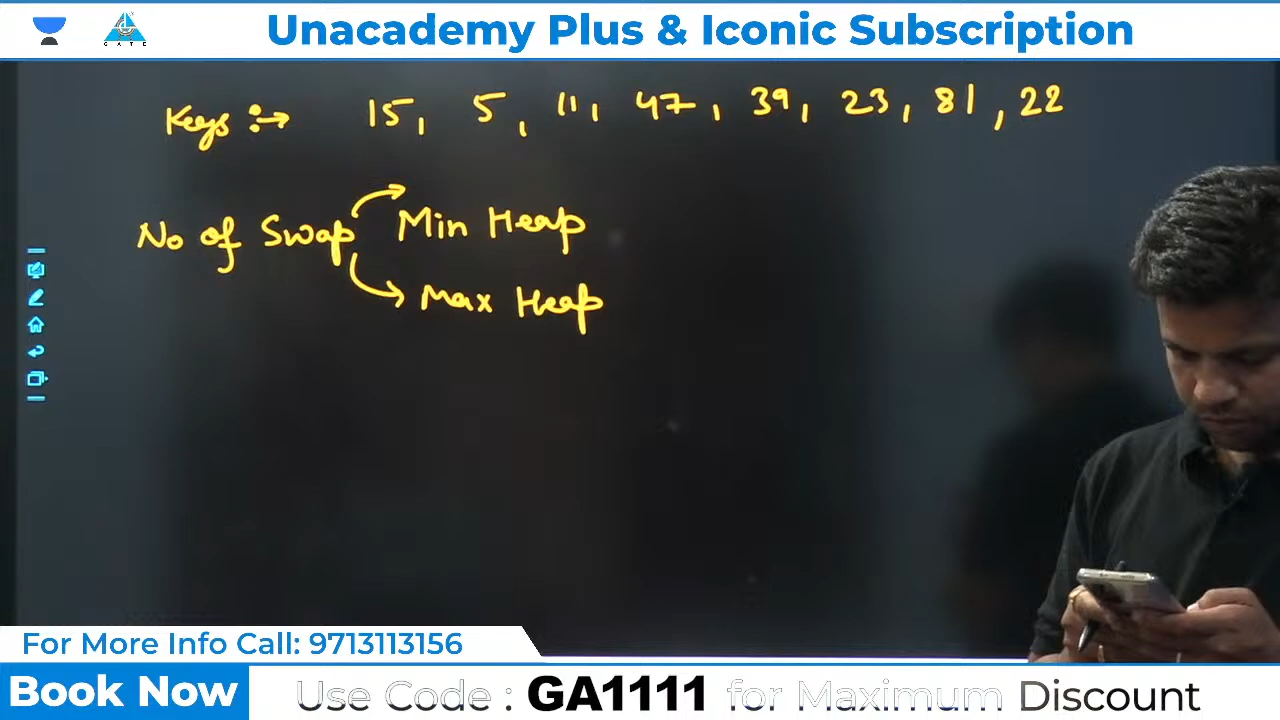 Unacademy Plus & Iconic Subscription
GATE
Keys :→ 15, 5, 11, 47, 39, 23, 81, 22
No of Swap
Min Heap
Max Heap
For More Info Call: 9713113156
Book Now
Use Code : GA1111 for Maximum Discount